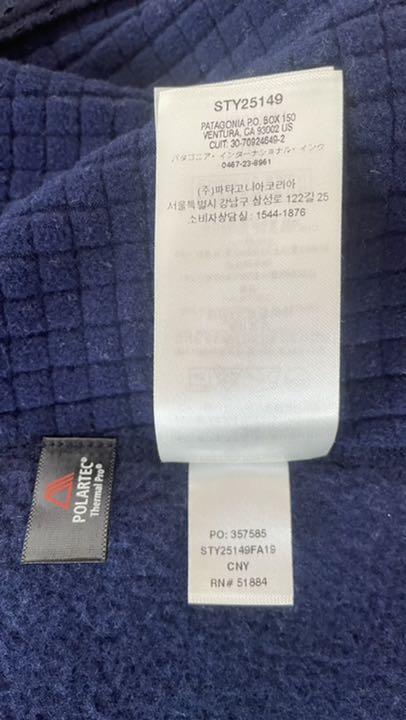 STY25149
PATAGONIA P.O. BOX 150
VENTURA, CA 93002 US
CUIT: 30-70924649-2
パタゴニア・インターナショナル・インク
0467-23-8961
(주)파타고니아코리아
서울특별시 강남구 삼성로 122길 25
소비자상담실 : 1544-1876
POLARTEC®
Thermal Pro®
PO: 357585
STY25149FA19
CNY
RN# 51884